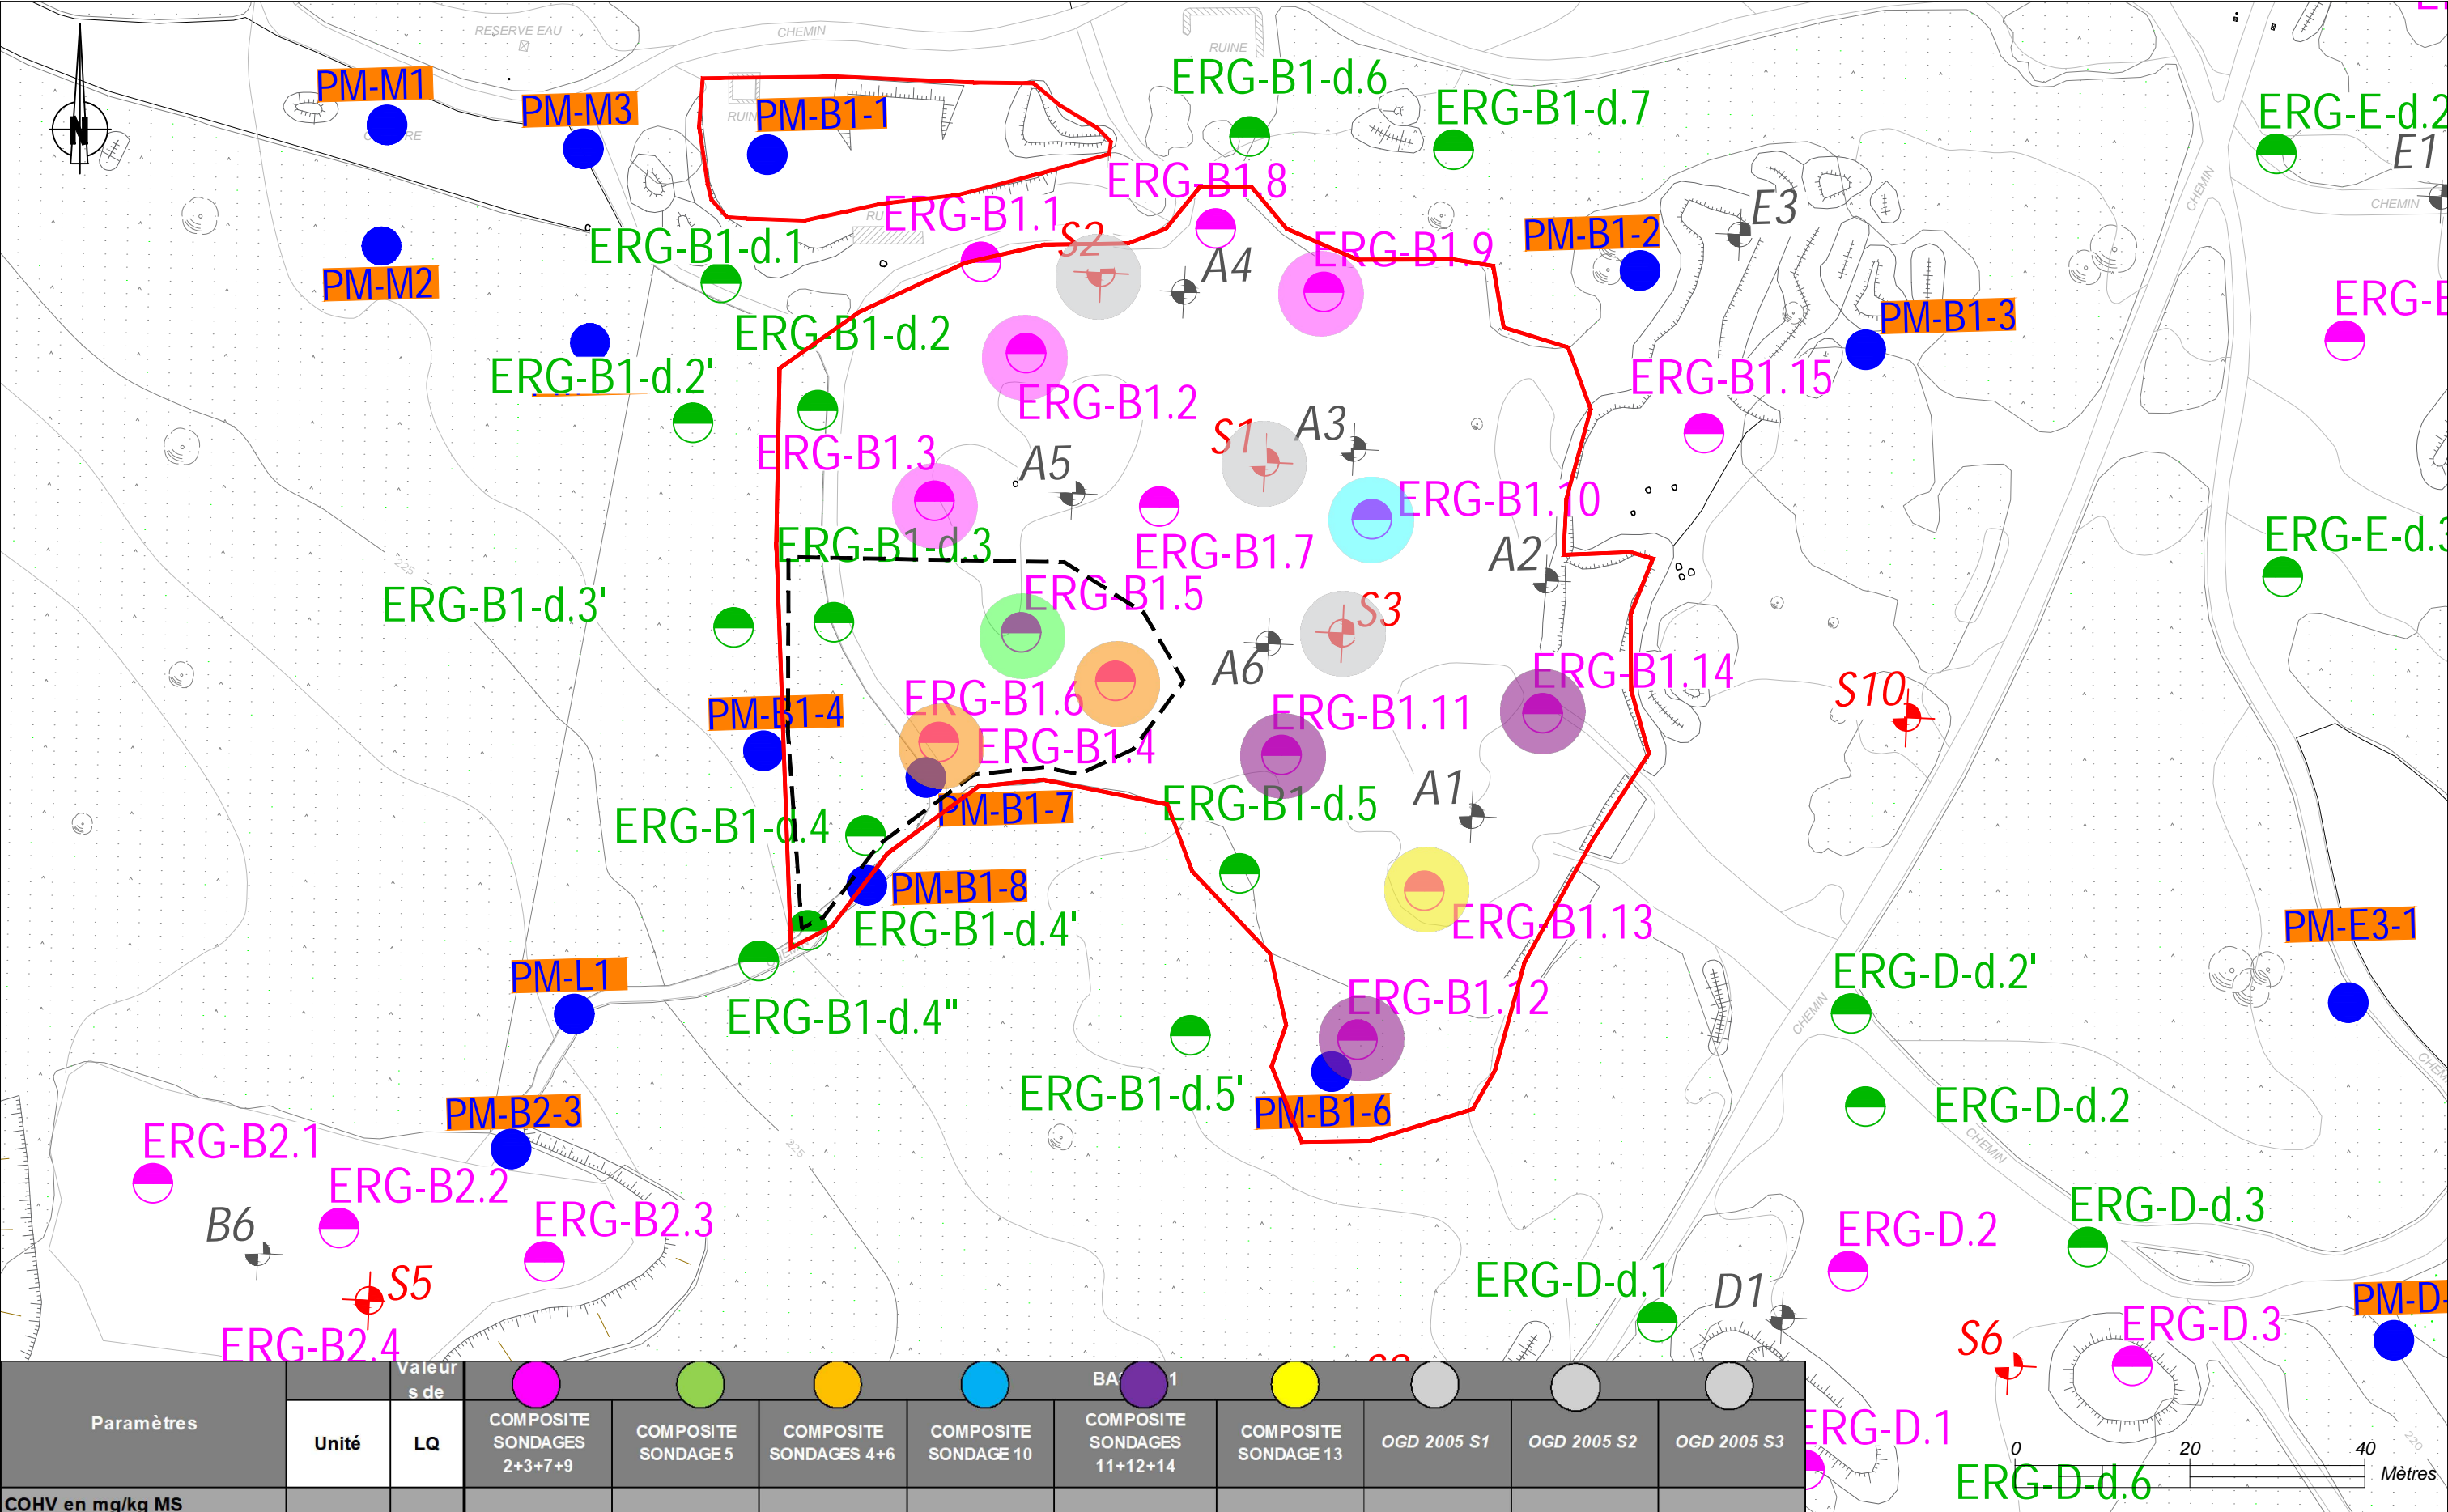 RESERVE EAU
CHEMIN
RUINE
ERG-B1-d.6
PM-M1
PM-M3
PM-B1-1
ERG-B1-d.7
ERG-E-d.2
N
E1
ERG-B1.8
ERG-B1.1
E3
CHEMIN
CHEMIN
S2
PM-B1-2
ERG-B1-d.1
ERG-B1.9
A4
PM-M2
PM-B1-3
ERG-B1-d.2
ERG-B1-d.2'
ERG-B1.15
ERG-B1.2
S1
A3
ERG-B1.3
A5
ERG-B1.10
ERG-B1-d.3
ERG-B1.7
A2
ERG-E-d.3
225
ERG-B1.5
ERG-B1-d.3'
S3
A6
ERG-B1.14
S10
ERG-B1.6
PM-B1-4
ERG-B1.11
ERG-B1.4
A1
PM-B1-7
ERG-B1-d.5
ERG-B1-d.4
PM-B1-8
ERG-B1.13
PM-E3-1
ERG-B1-d.4'
PM-L1
ERG-D-d.2'
ERG-B1.12
ERG-B1-d.4"
CHEMIN
ERG-B1-d.5'
PM-B1-6
ERG-D-d.2
PM-B2-3
ERG-B2.1
225
CHEMIN
ERG-B2.2
ERG-B2.3
ERG-D-d.3
B6
ERG-D.2
S5
ERG-D-d.1
D1
PM-D-
ERG-B2.4
S6
ERG-D.3
ERG-D.1
220
0 20 40
Mètres
ERG-D-d.6
Paramètres
Unité
Valeur
s de
LQ
COMPOSITE
SONDAGES
2+3+7+9
COMPOSITE
SONDAGE 5
COMPOSITE
SONDAGES 4+6
COMPOSITE
SONDAGE 10
COMPOSITE
SONDAGES
11+12+14
COMPOSITE
SONDAGE 13
OGD 2005 S1
OGD 2005 S2
OGD 2005 S3
COHV en mg/kg MS